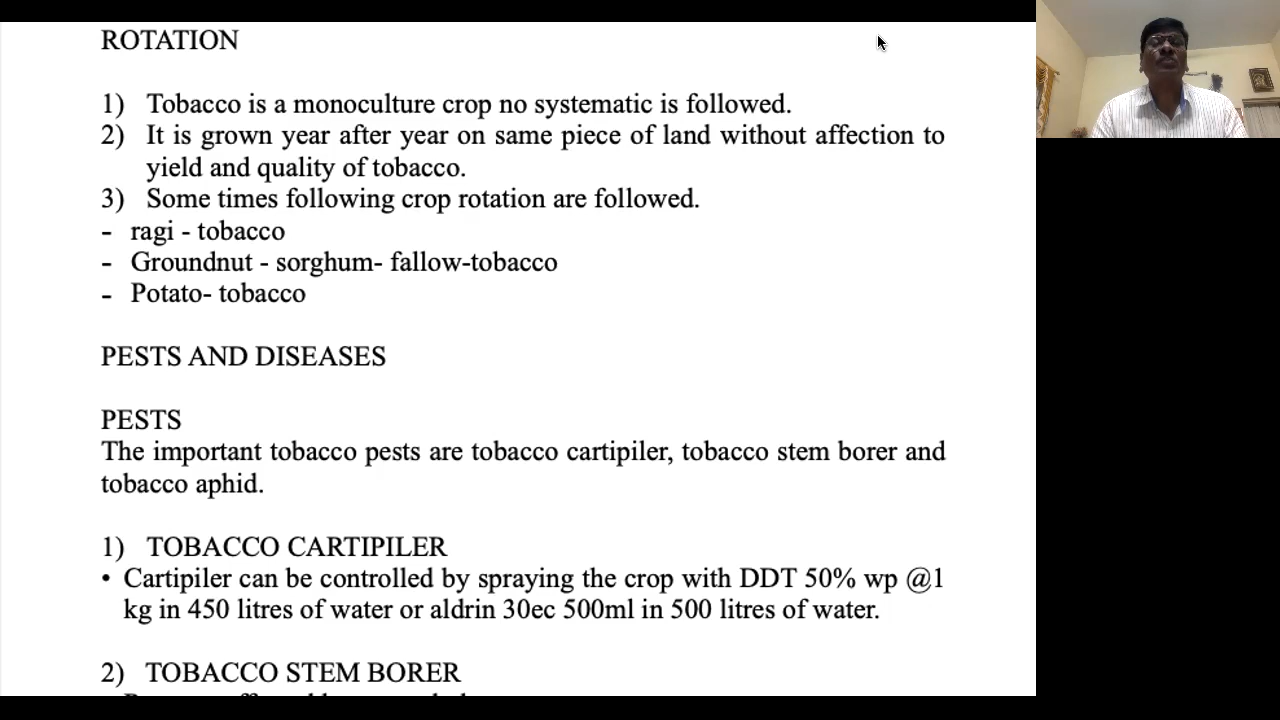 ROTATION
1) Tobacco is a monoculture crop no systematic is followed.
2) It is grown year after year on same piece of land without affection to
yield and quality of tobacco.
3) Some times following crop rotation are followed.
- ragi - tobacco
- Groundnut - sorghum- fallow-tobacco
- Potato- tobacco
PESTS AND DISEASES
PESTS
The important tobacco pests are tobacco cartipiler, tobacco stem borer and
tobacco aphid.
1) TOBACCO CARTIPILER
• Cartipiler can be controlled by spraying the crop with DDT 50% wp @1
kg in 450 litres of water or aldrin 30ec 500ml in 500 litres of water.
2) TOBACCO STEM BORER